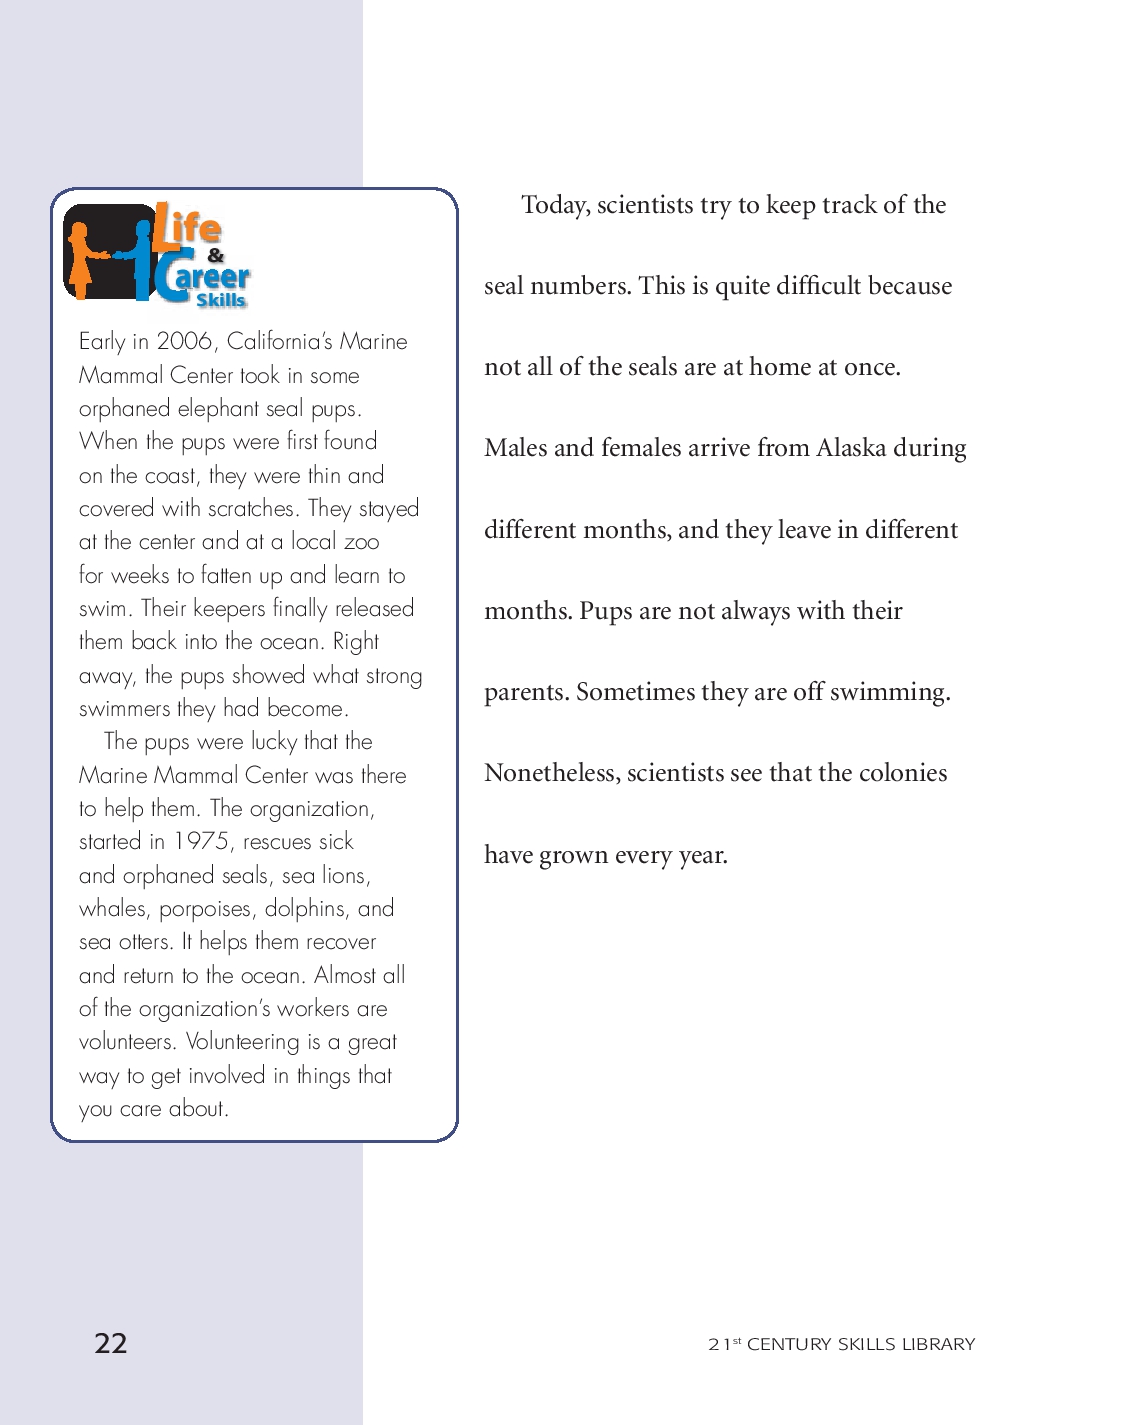 Life
&
Career
Skills
Early in 2006, California’s Marine
Mammal Center took in some
orphaned elephant seal pups.
When the pups were first found
on the coast, they were thin and
covered with scratches. They stayed
at the center and at a local zoo
for weeks to fatten up and learn to
swim. Their keepers finally released
them back into the ocean. Right
away, the pups showed what strong
swimmers they had become.
The pups were lucky that the
Marine Mammal Center was there
to help them. The organization,
started in 1975, rescues sick
and orphaned seals, sea lions,
whales, porpoises, dolphins, and
sea otters. It helps them recover
and return to the ocean. Almost all
of the organization’s workers are
volunteers. Volunteering is a great
way to get involved in things that
you care about.
Today, scientists try to keep track of the
seal numbers. This is quite difficult because
not all of the seals are at home at once.
Males and females arrive from Alaska during
different months, and they leave in different
months. Pups are not always with their
parents. Sometimes they are off swimming.
Nonetheless, scientists see that the colonies
have grown every year.
22
21st CENTURY SKILLS LIBRARY